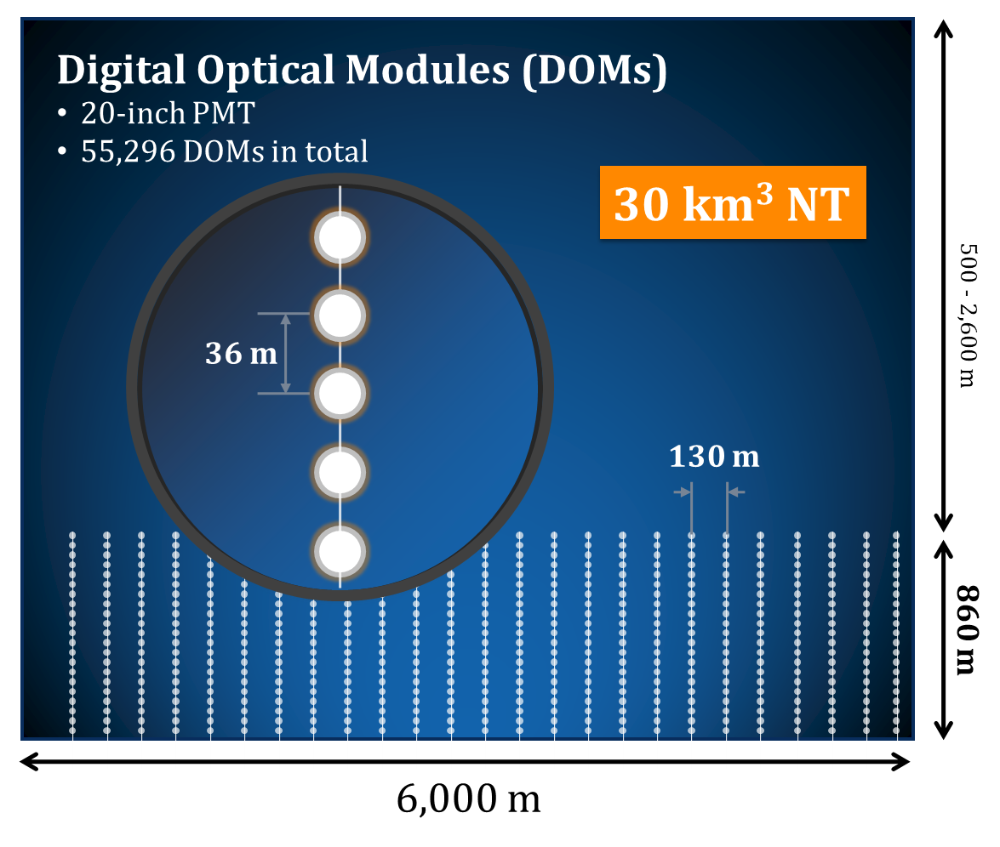 Digital Optical Modules (DOMs)
• 20-inch PMT
• 55,296 DOMs in total
30 km³ NT
500 - 2,600 m
36 m
130 m
860 m
6,000 m